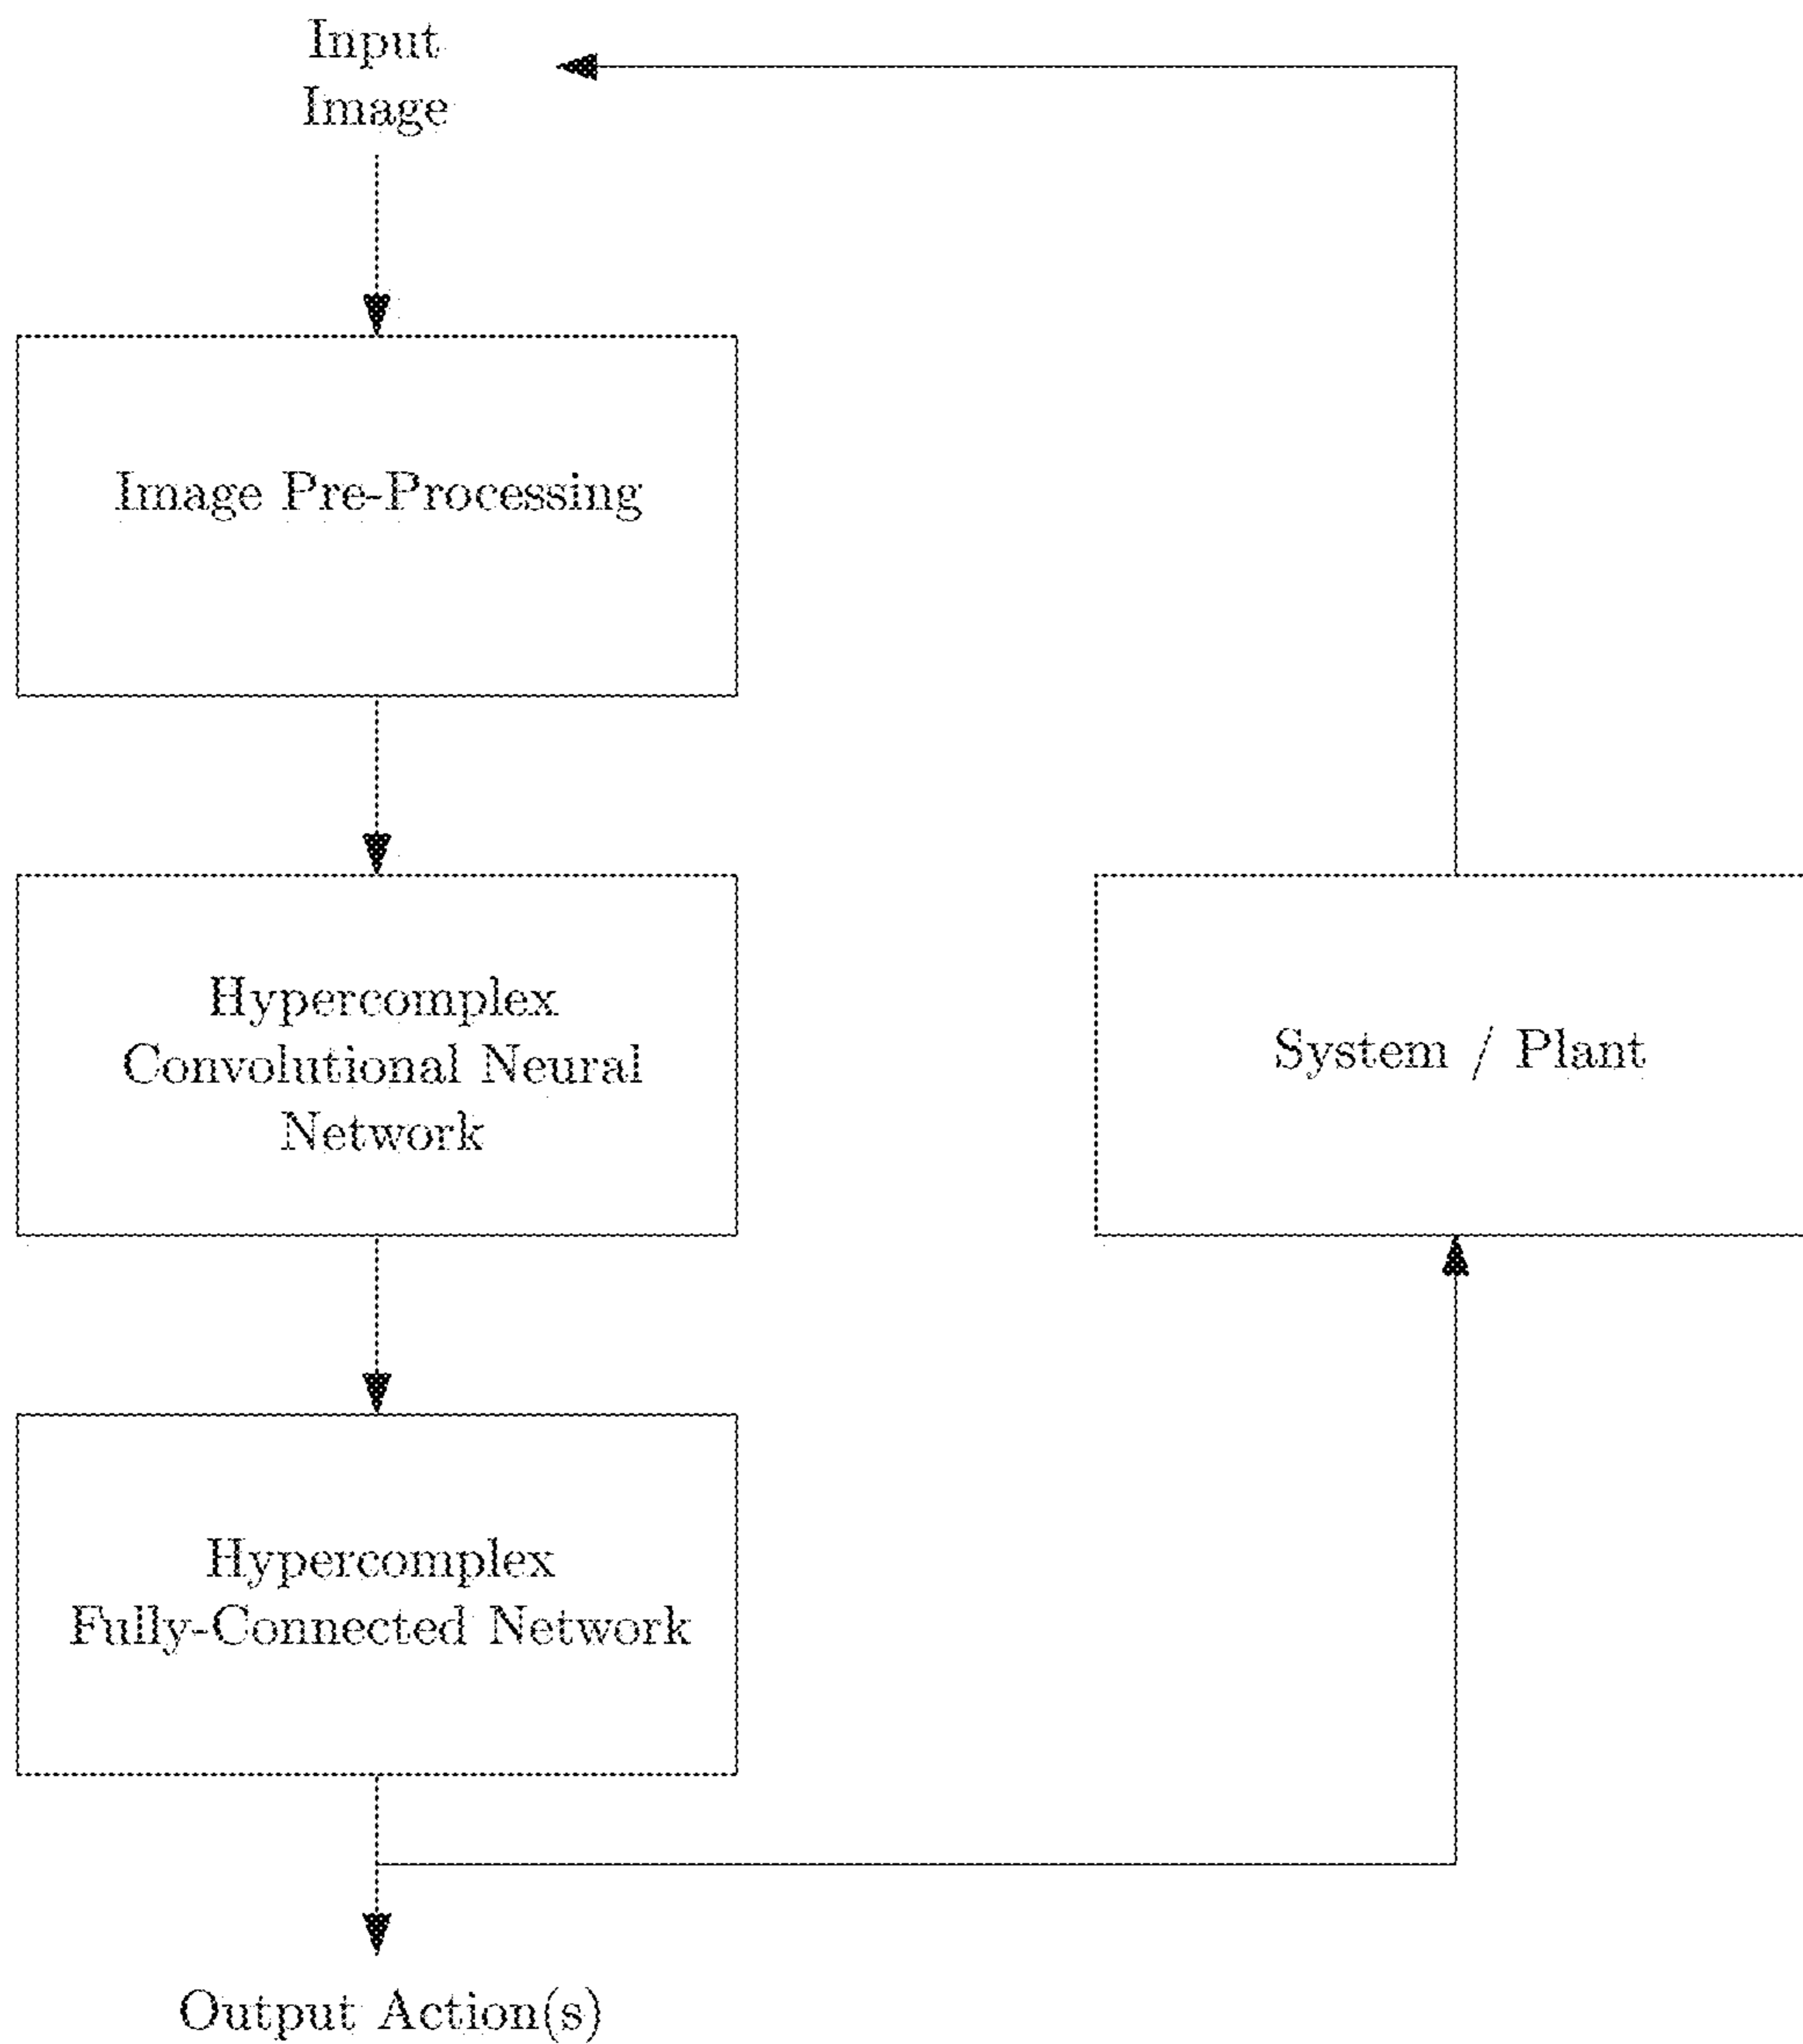 Input
Image
Image Pre-Processing
Hypercomplex
Convolutional Neural
Network
System / Plant
Hypercomplex
Fully-Connected Network
Output Action(s)